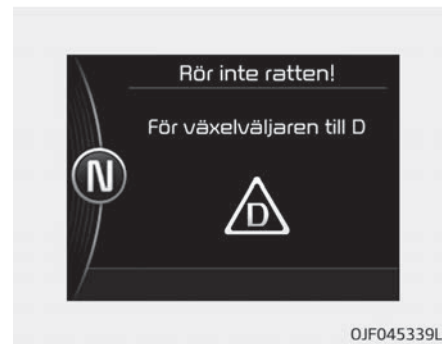 Rör inte ratten!
För växelväljaren till D
N
D
OJF045339L